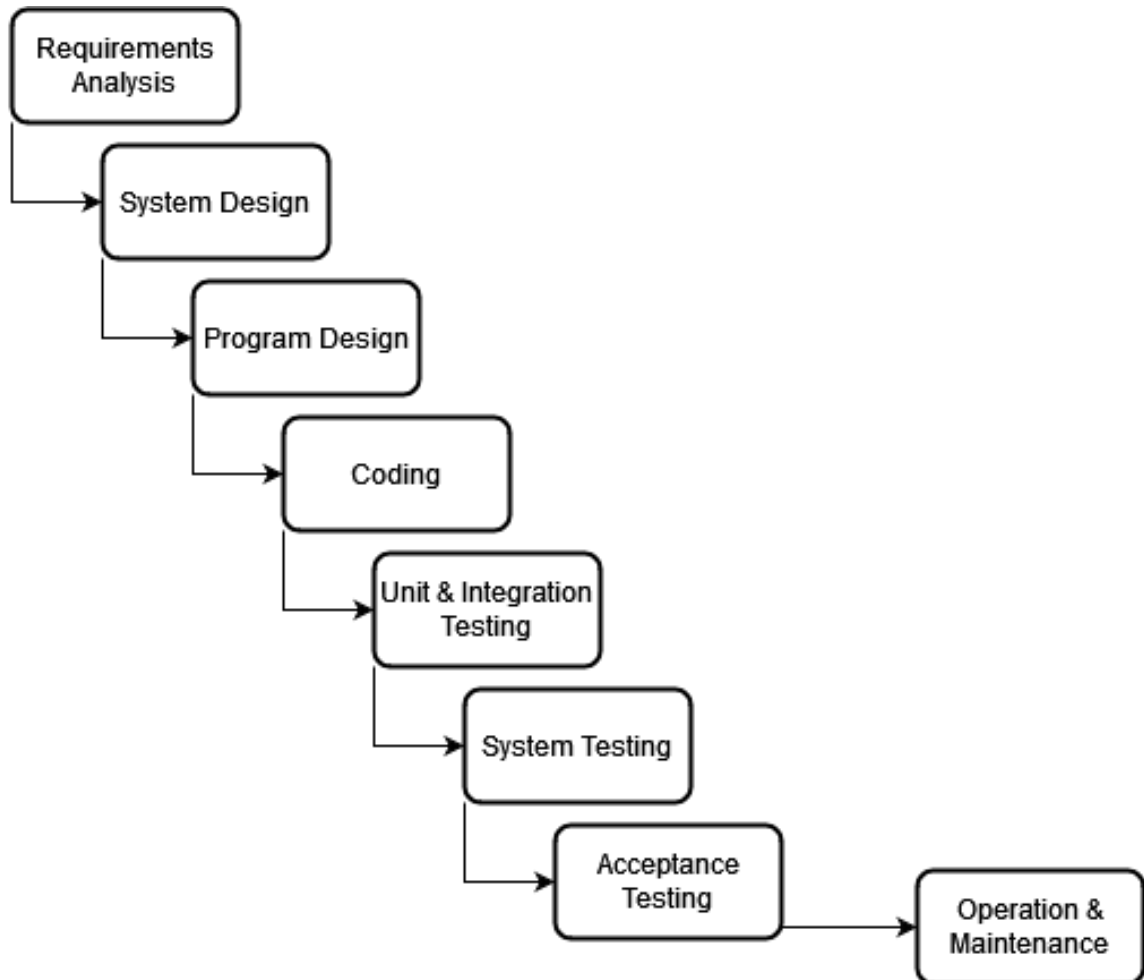 Requirements
Analysis
System Design
Program Design
Coding
Unit & Integration
Testing
System Testing
Acceptance
Testing
Operation &
Maintenance